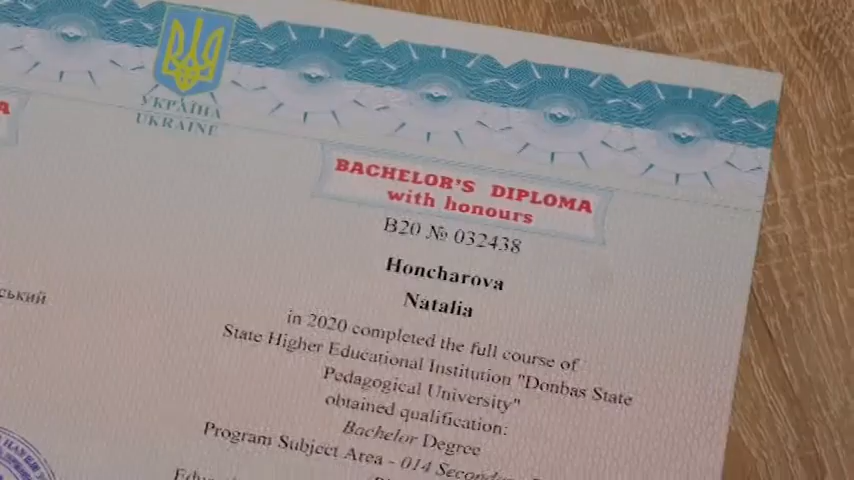 УКРАЇНА
UKRAINE
BACHELOR'S DIPLOMA
with honours
B20 № 032438
Honcharova
Natalia
ський
in 2020 completed the full course of
State Higher Educational Institution "Donbas State
Pedagogical University"
obtained qualification:
Bachelor Degree
Program Subject Area - 014